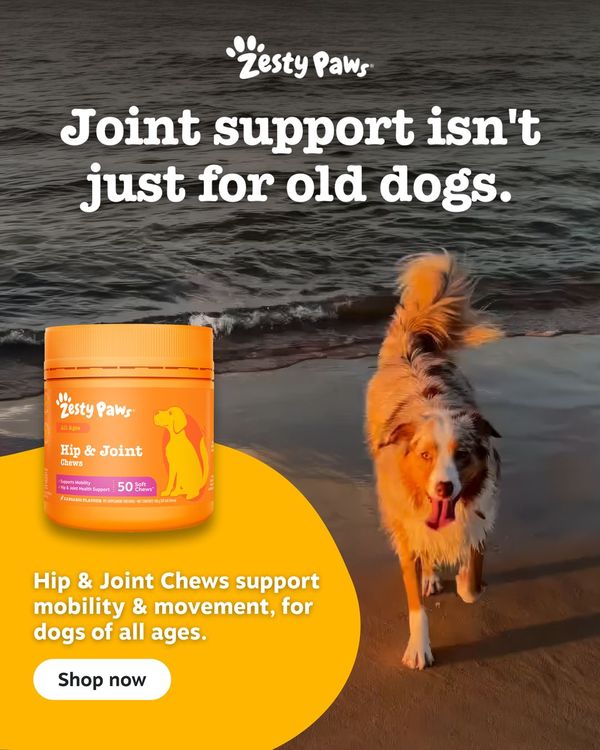 Zesty Paws
Joint support isn't
just for old dogs.
Zesty Paws
All Ages
Hip & Joint
Chews
Supports Mobility
Hip & Joint Health Support
50 Soft
Chews
Hip & Joint Chews support
mobility & movement, for
dogs of all ages.
Shop now